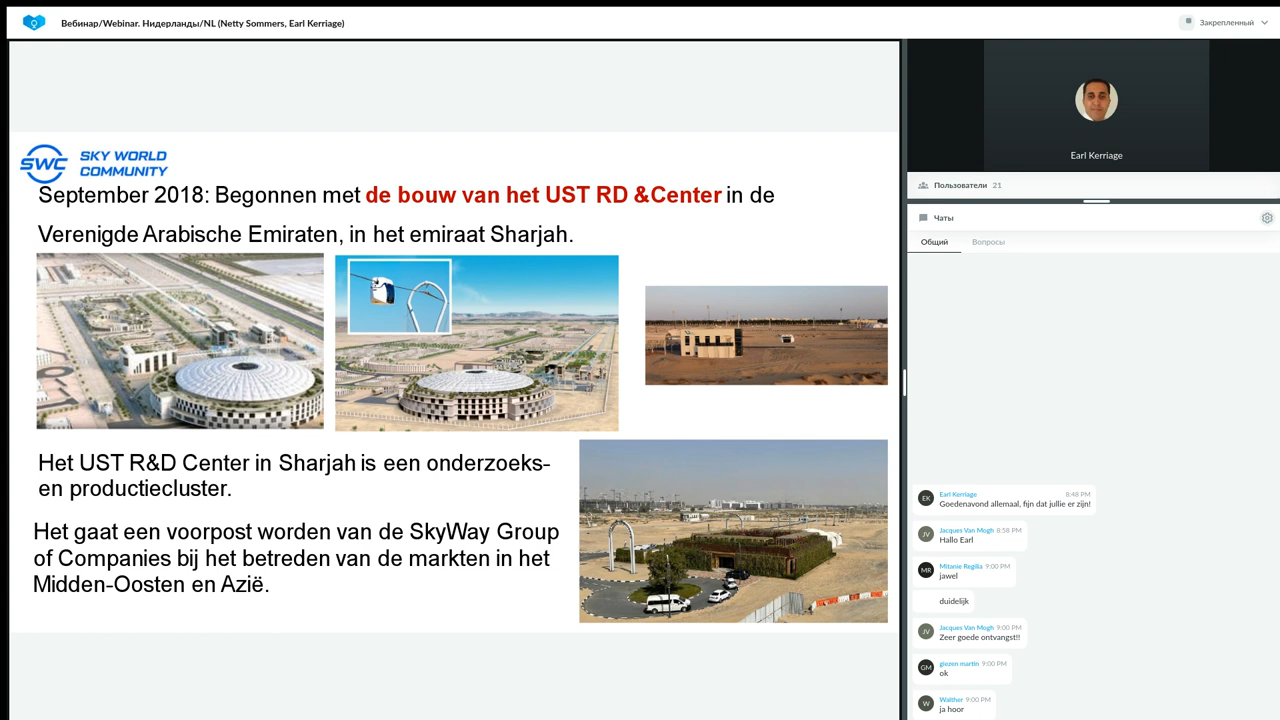 Вебинар/Webinar. Нидерланды/NL (Netty Sommers, Earl Kerriage)
Закрепленный
SWC SKY WORLD
COMMUNITY
September 2018: Begonnen met de bouw van het UST RD &Center in de
Verenigde Arabische Emiraten, in het emiraat Sharjah.
Het UST R&D Center in Sharjah is een onderzoeks-
en productiecluster.
Het gaat een voorpost worden van de SkyWay Group
of Companies bij het betreden van de markten in het
Midden-Oosten en Azië.
Earl Kerriage
Пользователи 21
Чаты
Общий Вопросы
EK Earl Kerriage 8:48 PM
Goedenavond allemaal, fijn dat jullie er zijn!
JV Jacques Van Mogh 8:58 PM
Hallo Earl
MR Mitanie Regilia 9:00 PM
jawel
duidelijk
JV Jacques Van Mogh 9:00 PM
Zeer goede ontvangst!!
GM giezen martin 9:00 PM
ok
W Walther 9:00 PM
ja hoor